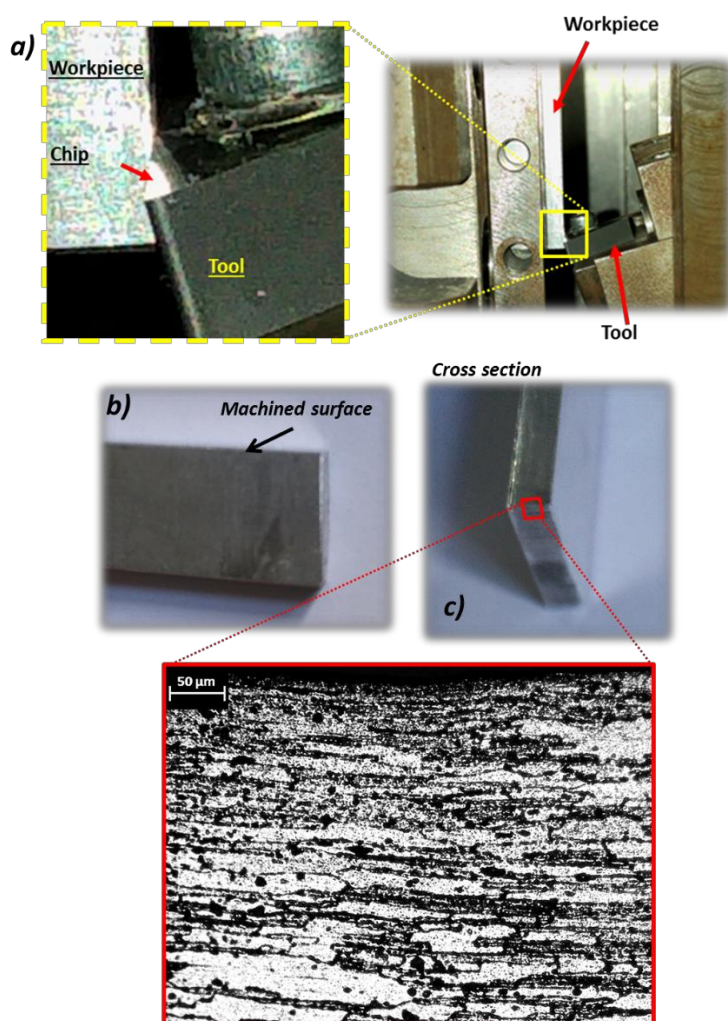 a)
Workpiece
Chip
Tool
Workpiece
Tool
Cross section
b)
Machined surface
c)
50 µm